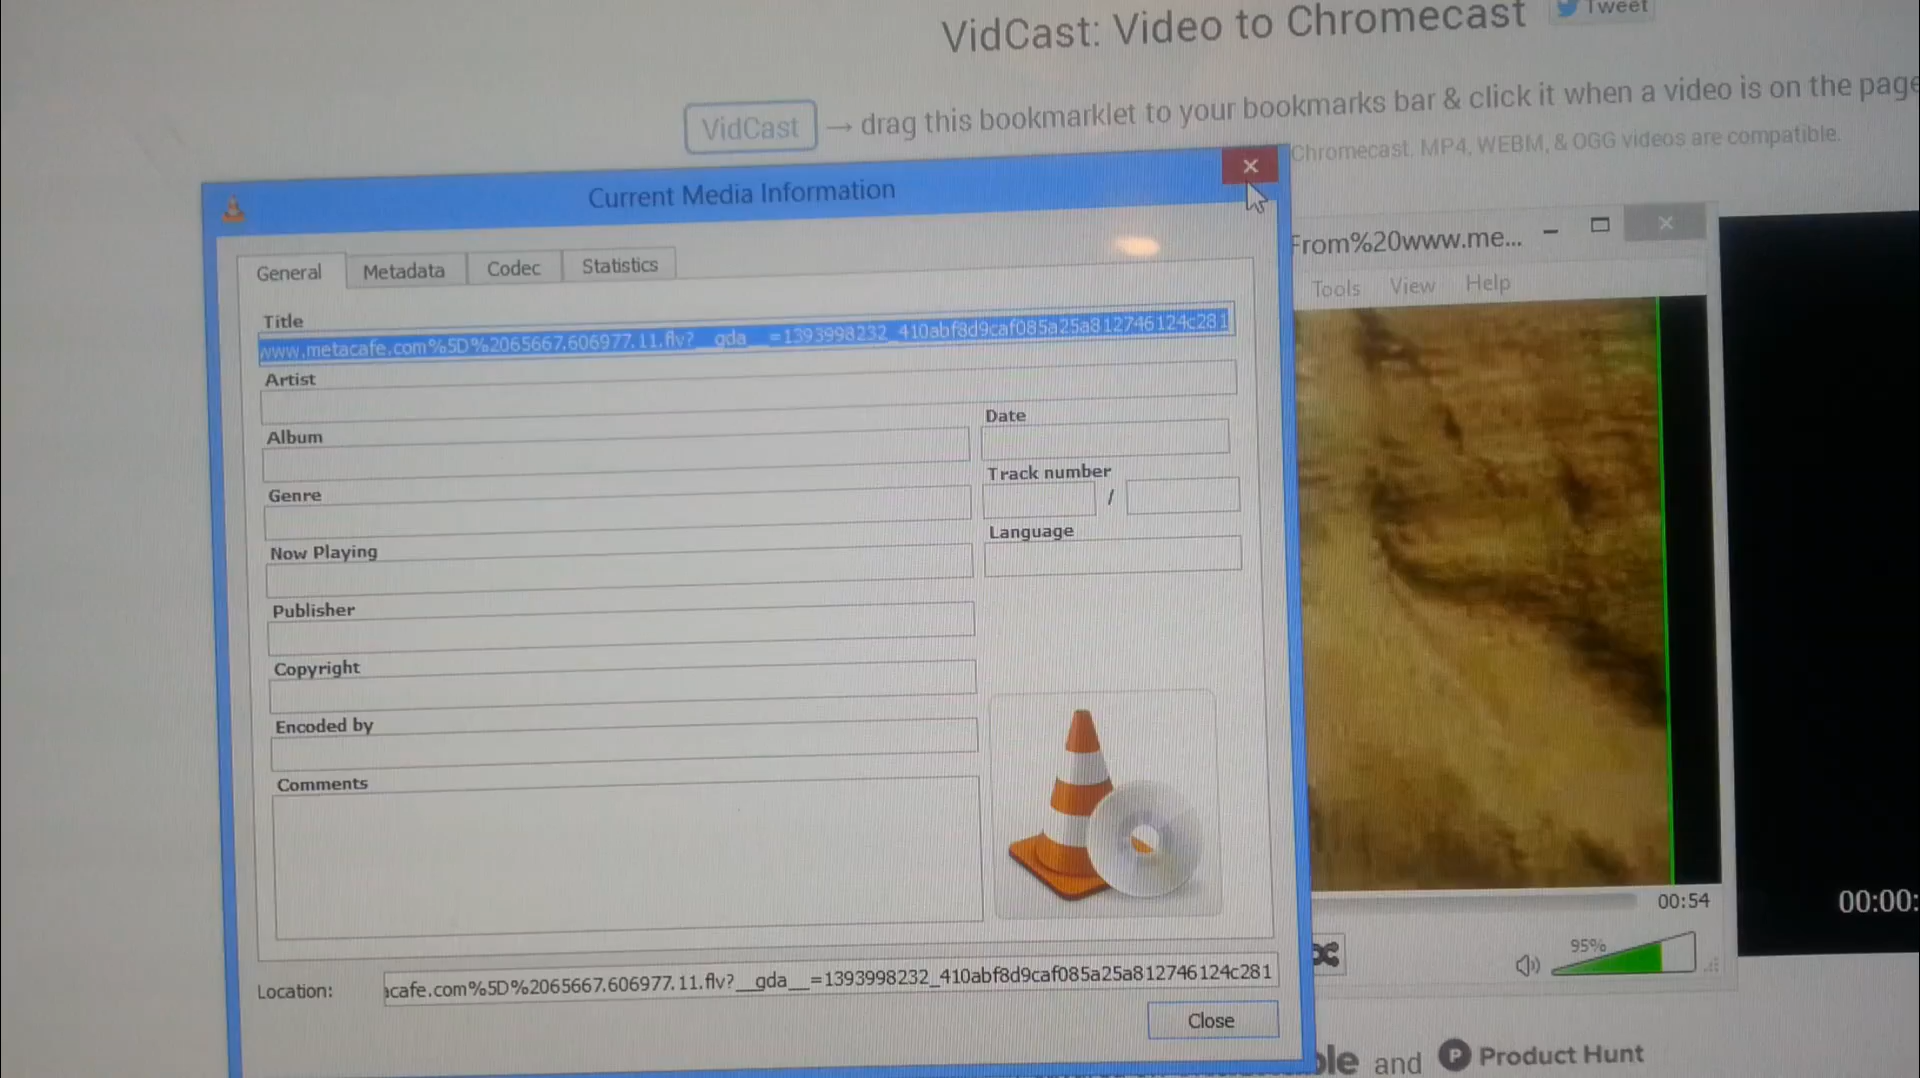 VidCast: Video to Chromecast
Tweet
VidCast → drag this bookmarklet to your bookmarks bar & click it when a video is on the page
Chromecast. MP4, WEBM, & OGG videos are compatible.
Current Media Information
From%20www.me...
General Metadata Codec Statistics
Tools View Help
Title
www.metacafe.com%5D%2065667.606977.11.flv?__gda__=1393998232_410abf8d9caf085a25a812746124c281
Artist
Album
Date
Genre
Track number
/
Now Playing
Language
Publisher
Copyright
Encoded by
Comments
00:54
00:00:
95%
Location: acafe.com%5D%2065667.606977.11.flv?__gda__=1393998232_410abf8d9caf085a25a812746124c281
Close
and Product Hunt